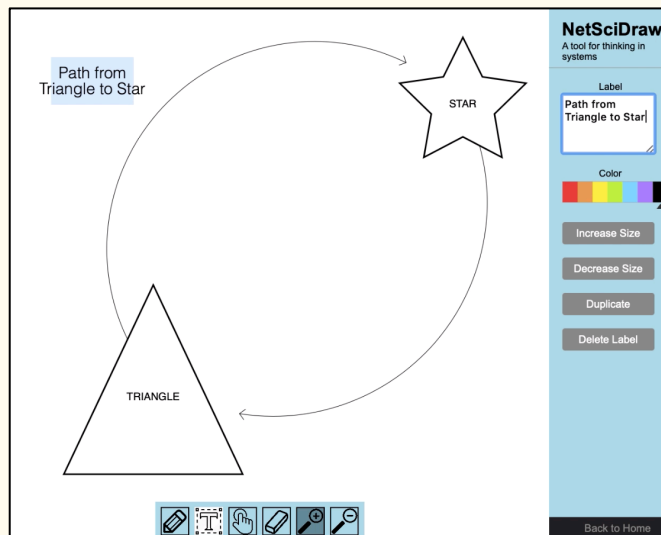 Path from
Triangle to Star
STAR
TRIANGLE
T
NetSciDraw
A tool for thinking in
systems
Label
Path from
Triangle to Star
Color
Increase Size
Decrease Size
Duplicate
Delete Label
Back to Home